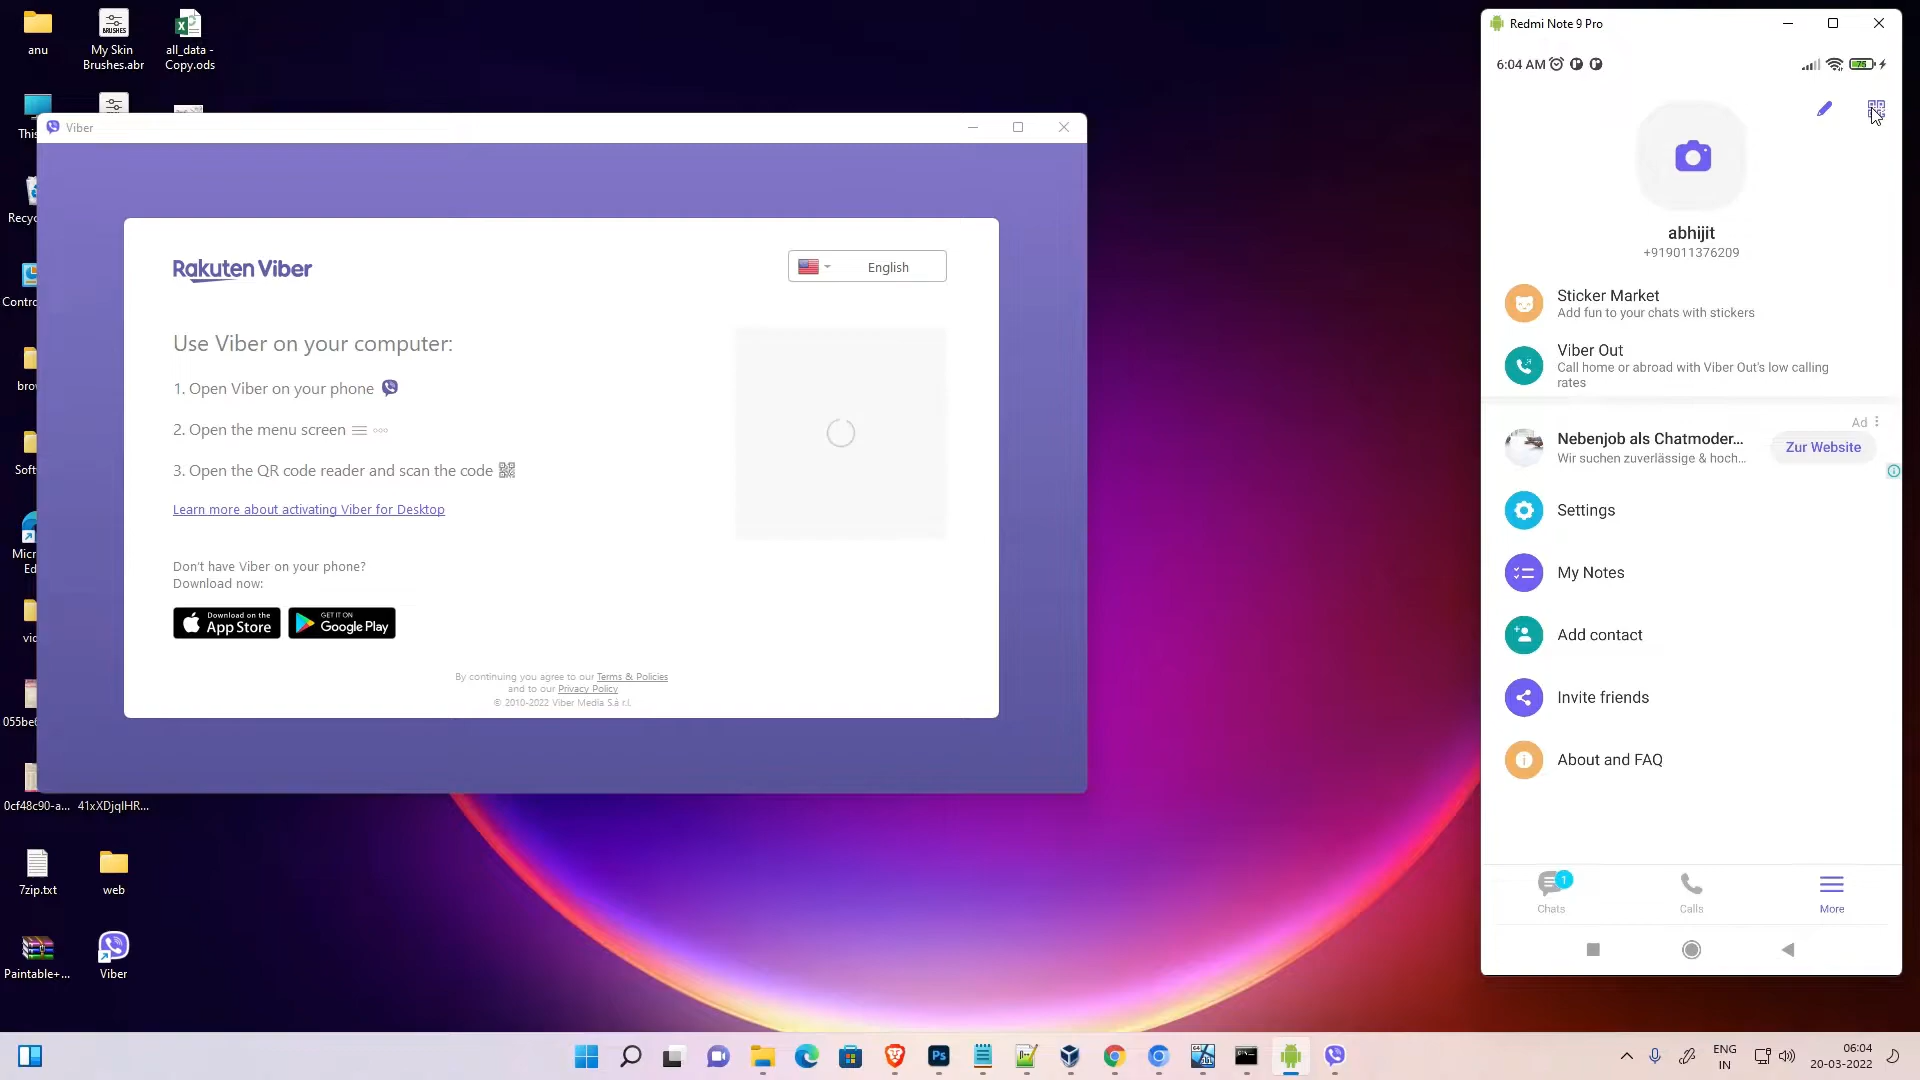 anu
My Skin
Brushes.abr
all_data -
Copy.ods
Viber
Rakuten Viber
English
Use Viber on your computer:
1. Open Viber on your phone
2. Open the menu screen
3. Open the QR code reader and scan the code
Learn more about activating Viber for Desktop
Don't have Viber on your phone?
Download now:
Download on the
App Store
GET IT ON
Google Play
By continuing you agree to our Terms & Policies
and to our Privacy Policy
© 2010-2022 Viber Media S.à r.l.
0cf48c90-a...
41xXDjqIHR...
7zip.txt
web
Paintable+...
Viber
Redmi Note 9 Pro
6:04 AM
75
abhijit
+919011376209
Sticker Market
Add fun to your chats with stickers
Viber Out
Call home or abroad with Viber Out's low calling
rates
Ad
Nebenjob als Chatmoder...
Wir suchen zuverlässige & hoch...
Zur Website
Settings
My Notes
Add contact
Invite friends
About and FAQ
1
Chats
Calls
More
Ps
ENG
IN
06:04
20-03-2022